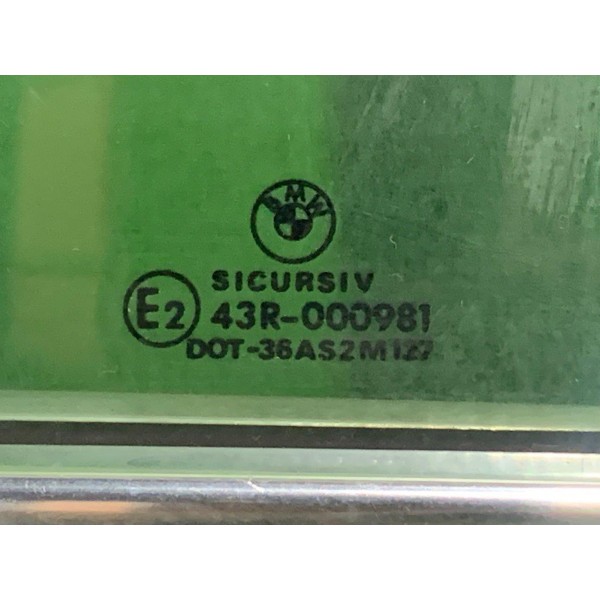 BMW
SICURSIV
E2 43R-000981
DOT-36AS2M127